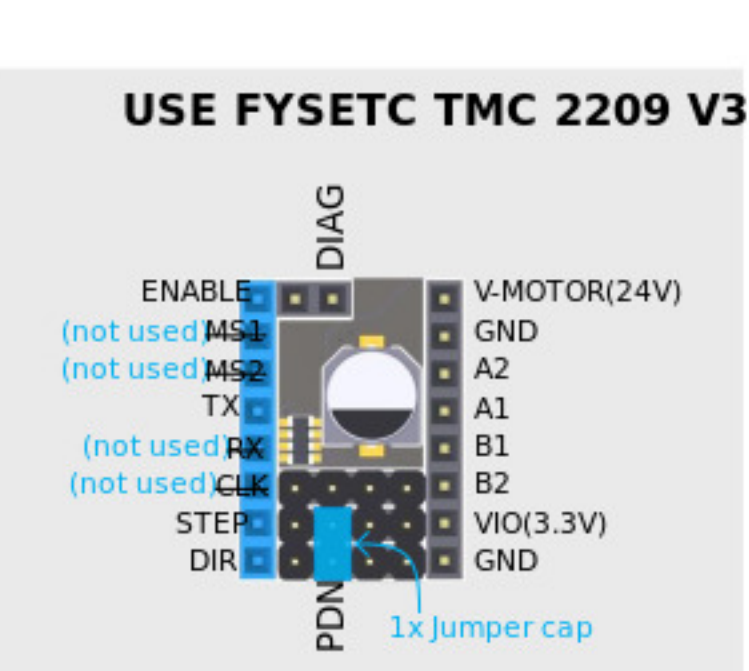 USE FYSETC TMC 2209 V3
DIAG
ENABLE
V-MOTOR(24V)
(not used) MS1
GND
(not used) MS2
A2
TX
A1
(not used) RX
B1
(not used) CLK
B2
STEP
VIO(3.3V)
DIR
GND
PDN
1x Jumper cap